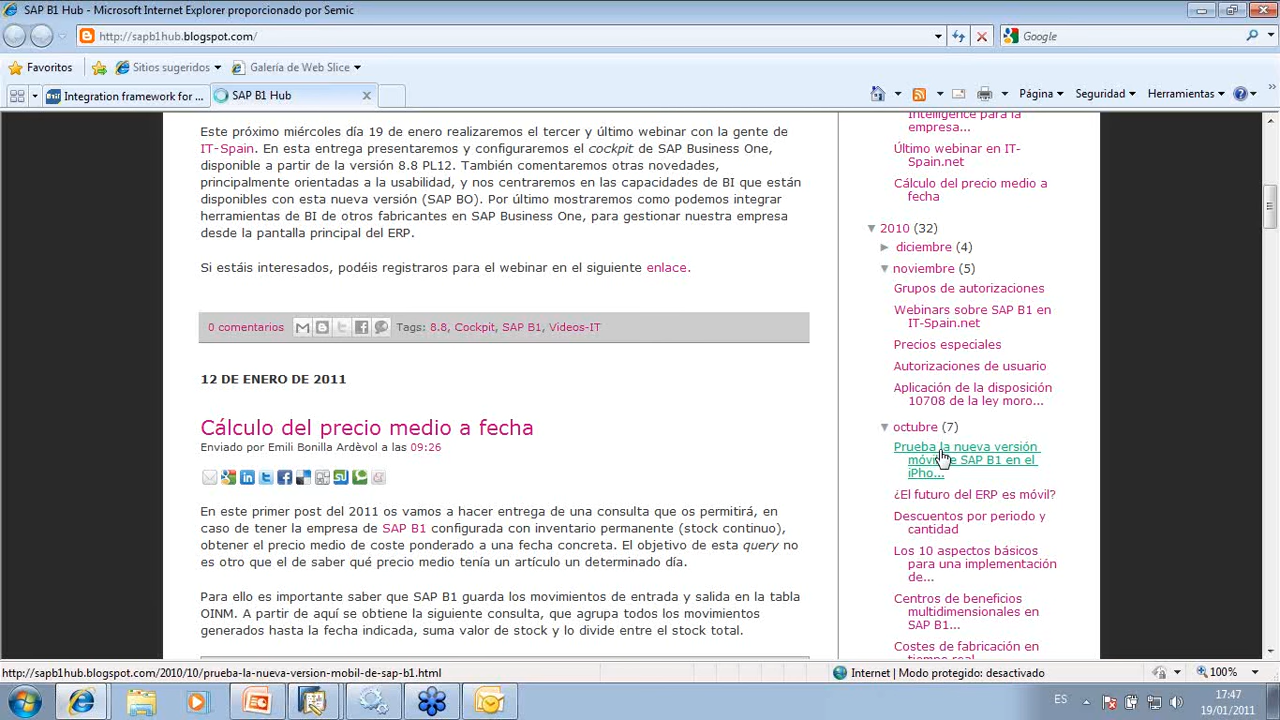 SAP B1 Hub - Microsoft Internet Explorer proporcionado por Semic
http://sapb1hub.blogspot.com/
Google
Favoritos
Sitios sugeridos
Galería de Web Slice
Integration framework for ...
SAP B1 Hub
Página
Seguridad
Herramientas
Este próximo miércoles día 19 de enero realizaremos el tercer y último webinar con la gente de
IT-Spain. En esta entrega presentaremos y configuraremos el cockpit de SAP Business One,
disponible a partir de la versión 8.8 PL12. También comentaremos otras novedades,
principalmente orientadas a la usabilidad, y nos centraremos en las capacidades de BI que están
disponibles con esta nueva versión (SAP BO). Por último mostraremos como podemos integrar
herramientas de BI de otros fabricantes en SAP Business One, para gestionar nuestra empresa
desde la pantalla principal del ERP.
Si estáis interesados, podéis registraros para el webinar en el siguiente enlace.
0 comentarios
Tags: 8.8, Cockpit, SAP B1, Videos-IT
12 DE ENERO DE 2011
Cálculo del precio medio a fecha
Enviado por Emili Bonilla Ardèvol a las 09:26
En este primer post del 2011 os vamos a hacer entrega de una consulta que os permitirá, en
caso de tener la empresa de SAP B1 configurada con inventario permanente (stock continuo),
obtener el precio medio de coste ponderado a una fecha concreta. El objetivo de esta query no
es otro que el de saber qué precio medio tenía un artículo un determinado día.
Para ello es importante saber que SAP B1 guarda los movimientos de entrada y salida en la tabla
OINM. A partir de aquí se obtiene la siguiente consulta, que agrupa todos los movimientos
generados hasta la fecha indicada, suma valor de stock y lo divide entre el stock total.
Intelligence para la
empresa...
Último webinar en IT-
Spain.net
Cálculo del precio medio a
fecha
2010 (32)
diciembre (4)
noviembre (5)
Grupos de autorizaciones
Webinars sobre SAP B1 en
IT-Spain.net
Precios especiales
Autorizaciones de usuario
Aplicación de la disposición
10708 de la ley moro...
octubre (7)
Prueba la nueva versión
SAP B1 en el
iPho...
¿El futuro del ERP es móvil?
Descuentos por periodo y
cantidad
Los 10 aspectos básicos
para una implementación
de...
Centros de beneficios
multidimensionales en
SAP B1...
Costes de fabricación en
tiempo real
http://sapb1hub.blogspot.com/2010/10/prueba-la-nueva-version-mobil-de-sap-b1.html
Internet | Modo protegido: desactivado
100%
ES
17:47
19/01/2011